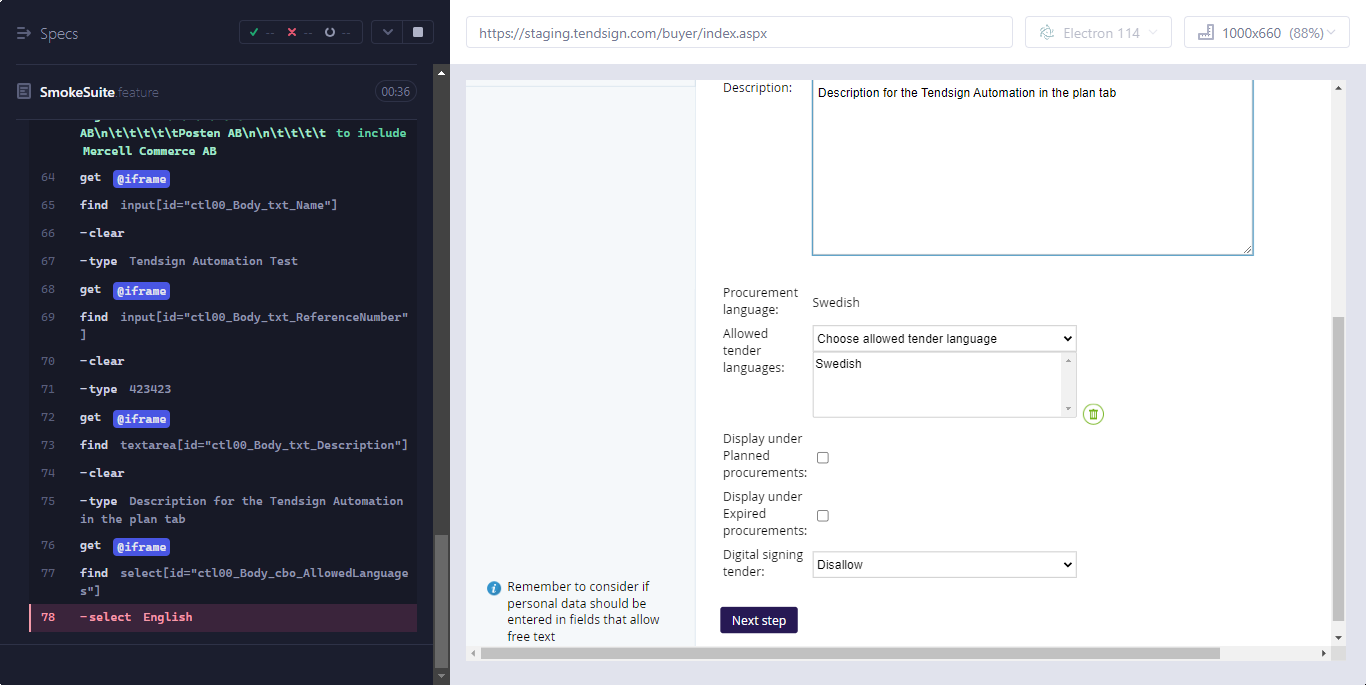 Specs
-- -- --
SmokeSuite.feature
00:36
AB\n\t\t\t\t\tPosten AB\n\n\t\t\t\t to include
Mercell Commerce AB
64 get @iframe
65 find input[id="ctl00_Body_txt_Name"]
66 -clear
67 -type Tendsign Automation Test
68 get @iframe
69 find input[id="ctl00_Body_txt_ReferenceNumber"
]
70 -clear
71 -type 423423
72 get @iframe
73 find textarea[id="ctl00_Body_txt_Description"]
74 -clear
75 -type Description for the Tendsign Automation
in the plan tab
76 get @iframe
77 find select[id="ctl00_Body_cbo_AllowedLanguage
s"]
78 -select English
https://staging.tendsign.com/buyer/index.aspx
Electron 114
1000x660 (88%)
Description:
Description for the Tendsign Automation in the plan tab
Procurement
language:
Swedish
Allowed
tender
languages:
Choose allowed tender language
Swedish
Display under
Planned
procurements:
Display under
Expired
procurements:
Digital signing
tender:
Disallow
Remember to consider if
personal data should be
entered in fields that allow
free text
Next step